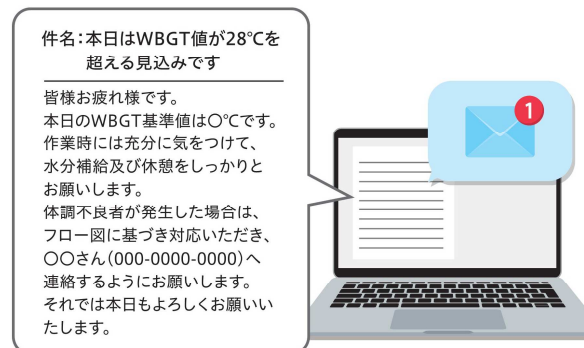 件名：本日はWBGT値が28℃を
超える見込みです
皆様お疲れ様です。
本日のWBGT基準値は〇℃です。
作業時には充分に気をつけて、
水分補給及び休憩をしっかりと
お願いします。
体調不良者が発生した場合は、
フロー図に基づき対応いただき、
〇〇さん（000-0000-0000）へ
連絡するようにお願いします。
それでは本日もよろしくお願いい
たします。
1